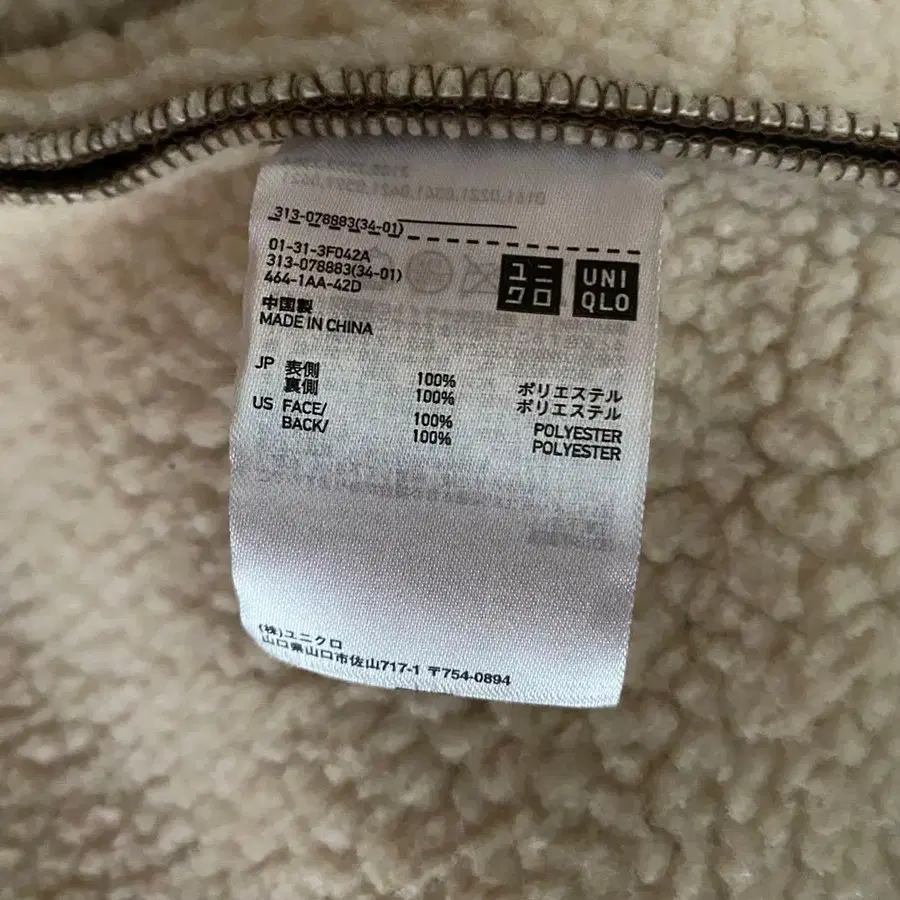 313-078883(34-01)
01-31-3F042A
313-078883(34-01)
464-1AA-42D
ユニ
クロ
UNI
QLO
中国製
MADE IN CHINA
JP 表側 100% ポリエステル
裏側 100% ポリエステル
US FACE/ 100% POLYESTER
BACK/ 100% POLYESTER
(株)ユニクロ
山口県山口市佐山717-1 〒754-0894